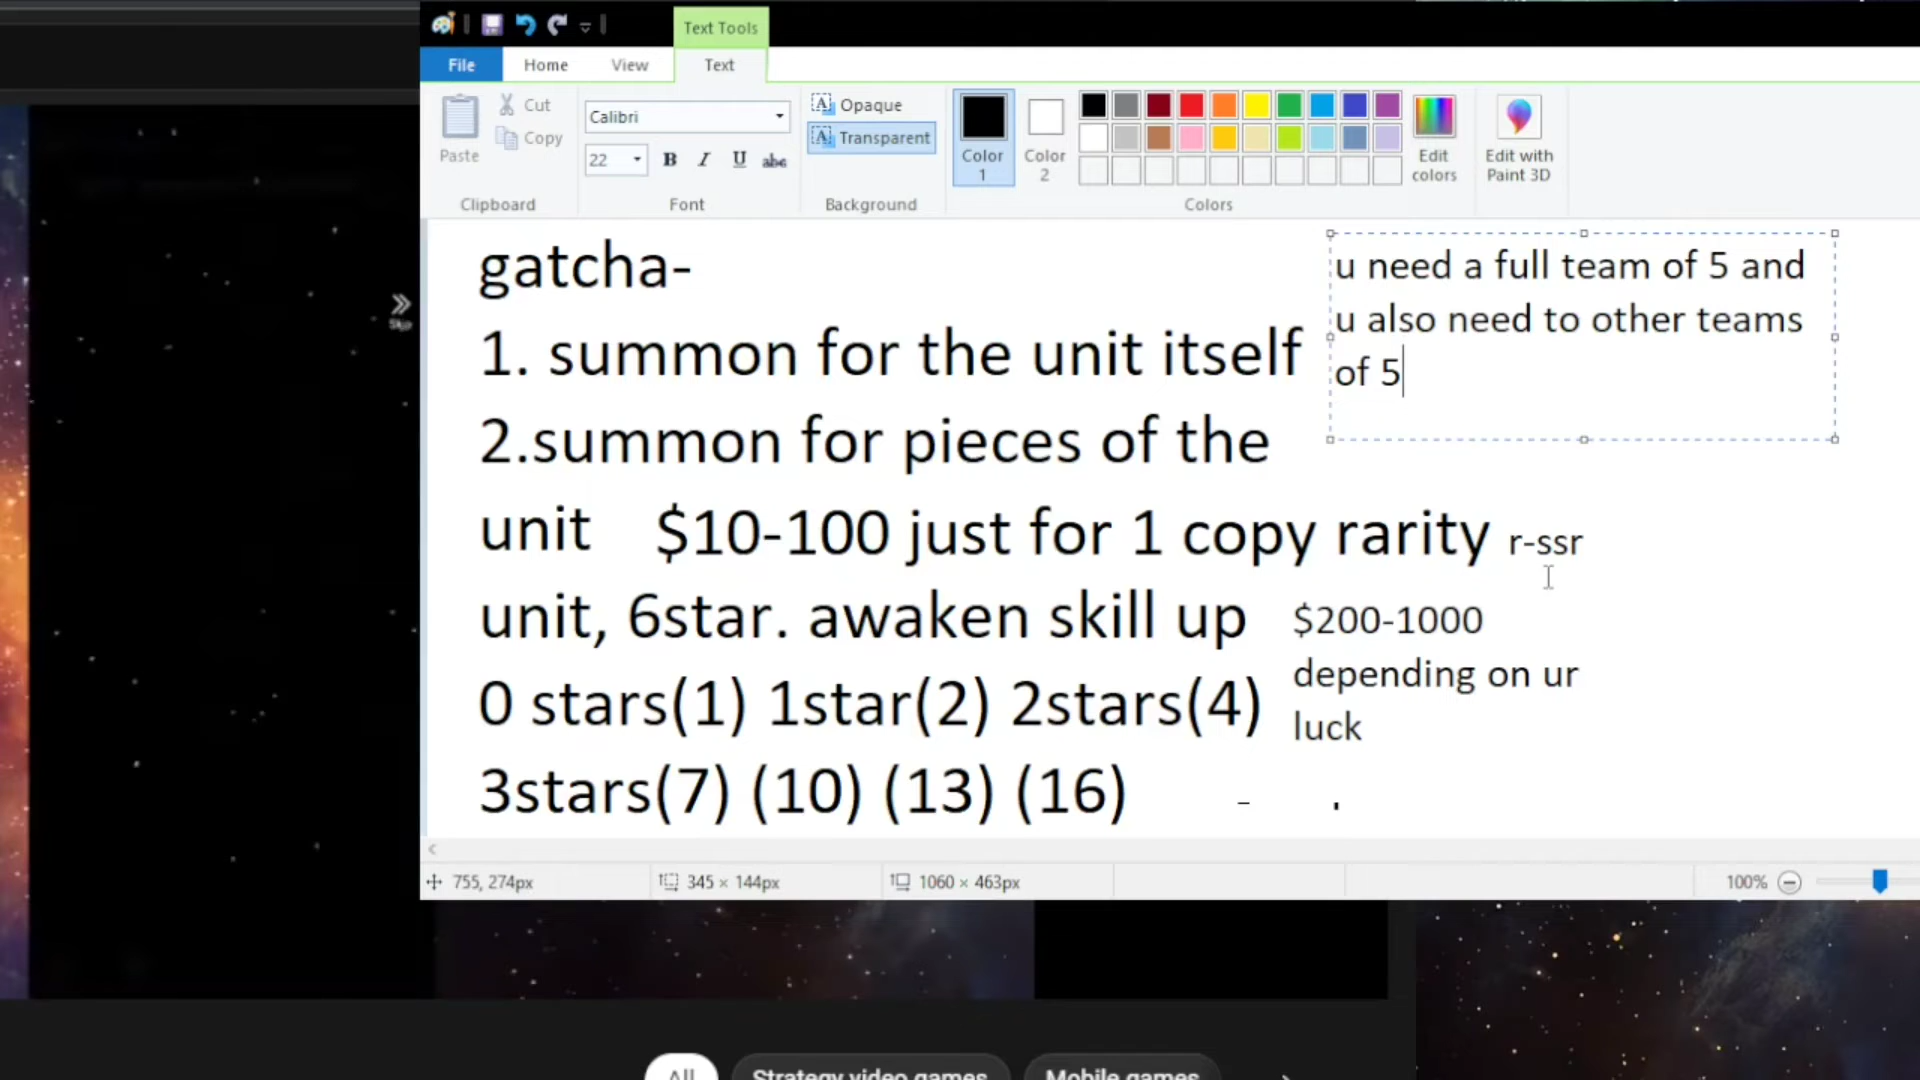 Text Tools
File
Home
View
Text
Paste
Cut
Copy
Clipboard
Calibri
22
B I U abc
Font
Opaque
Transparent
Background
Color 1
Color 2
Colors
Edit colors
Edit with Paint 3D
gatcha-
1. summon for the unit itself
2.summon for pieces of the
unit
$10-100 just for 1 copy rarity
r-ssr
unit, 6star. awaken skill up
0 stars(1) 1star(2) 2stars(4)
3stars(7) (10) (13) (16)
u need a full team of 5 and
u also need to other teams
of 5
$200-1000
depending on ur
luck
Skip
755, 274px
345 × 144px
1060 × 463px
100%
All
Strategy video games
Mobile games